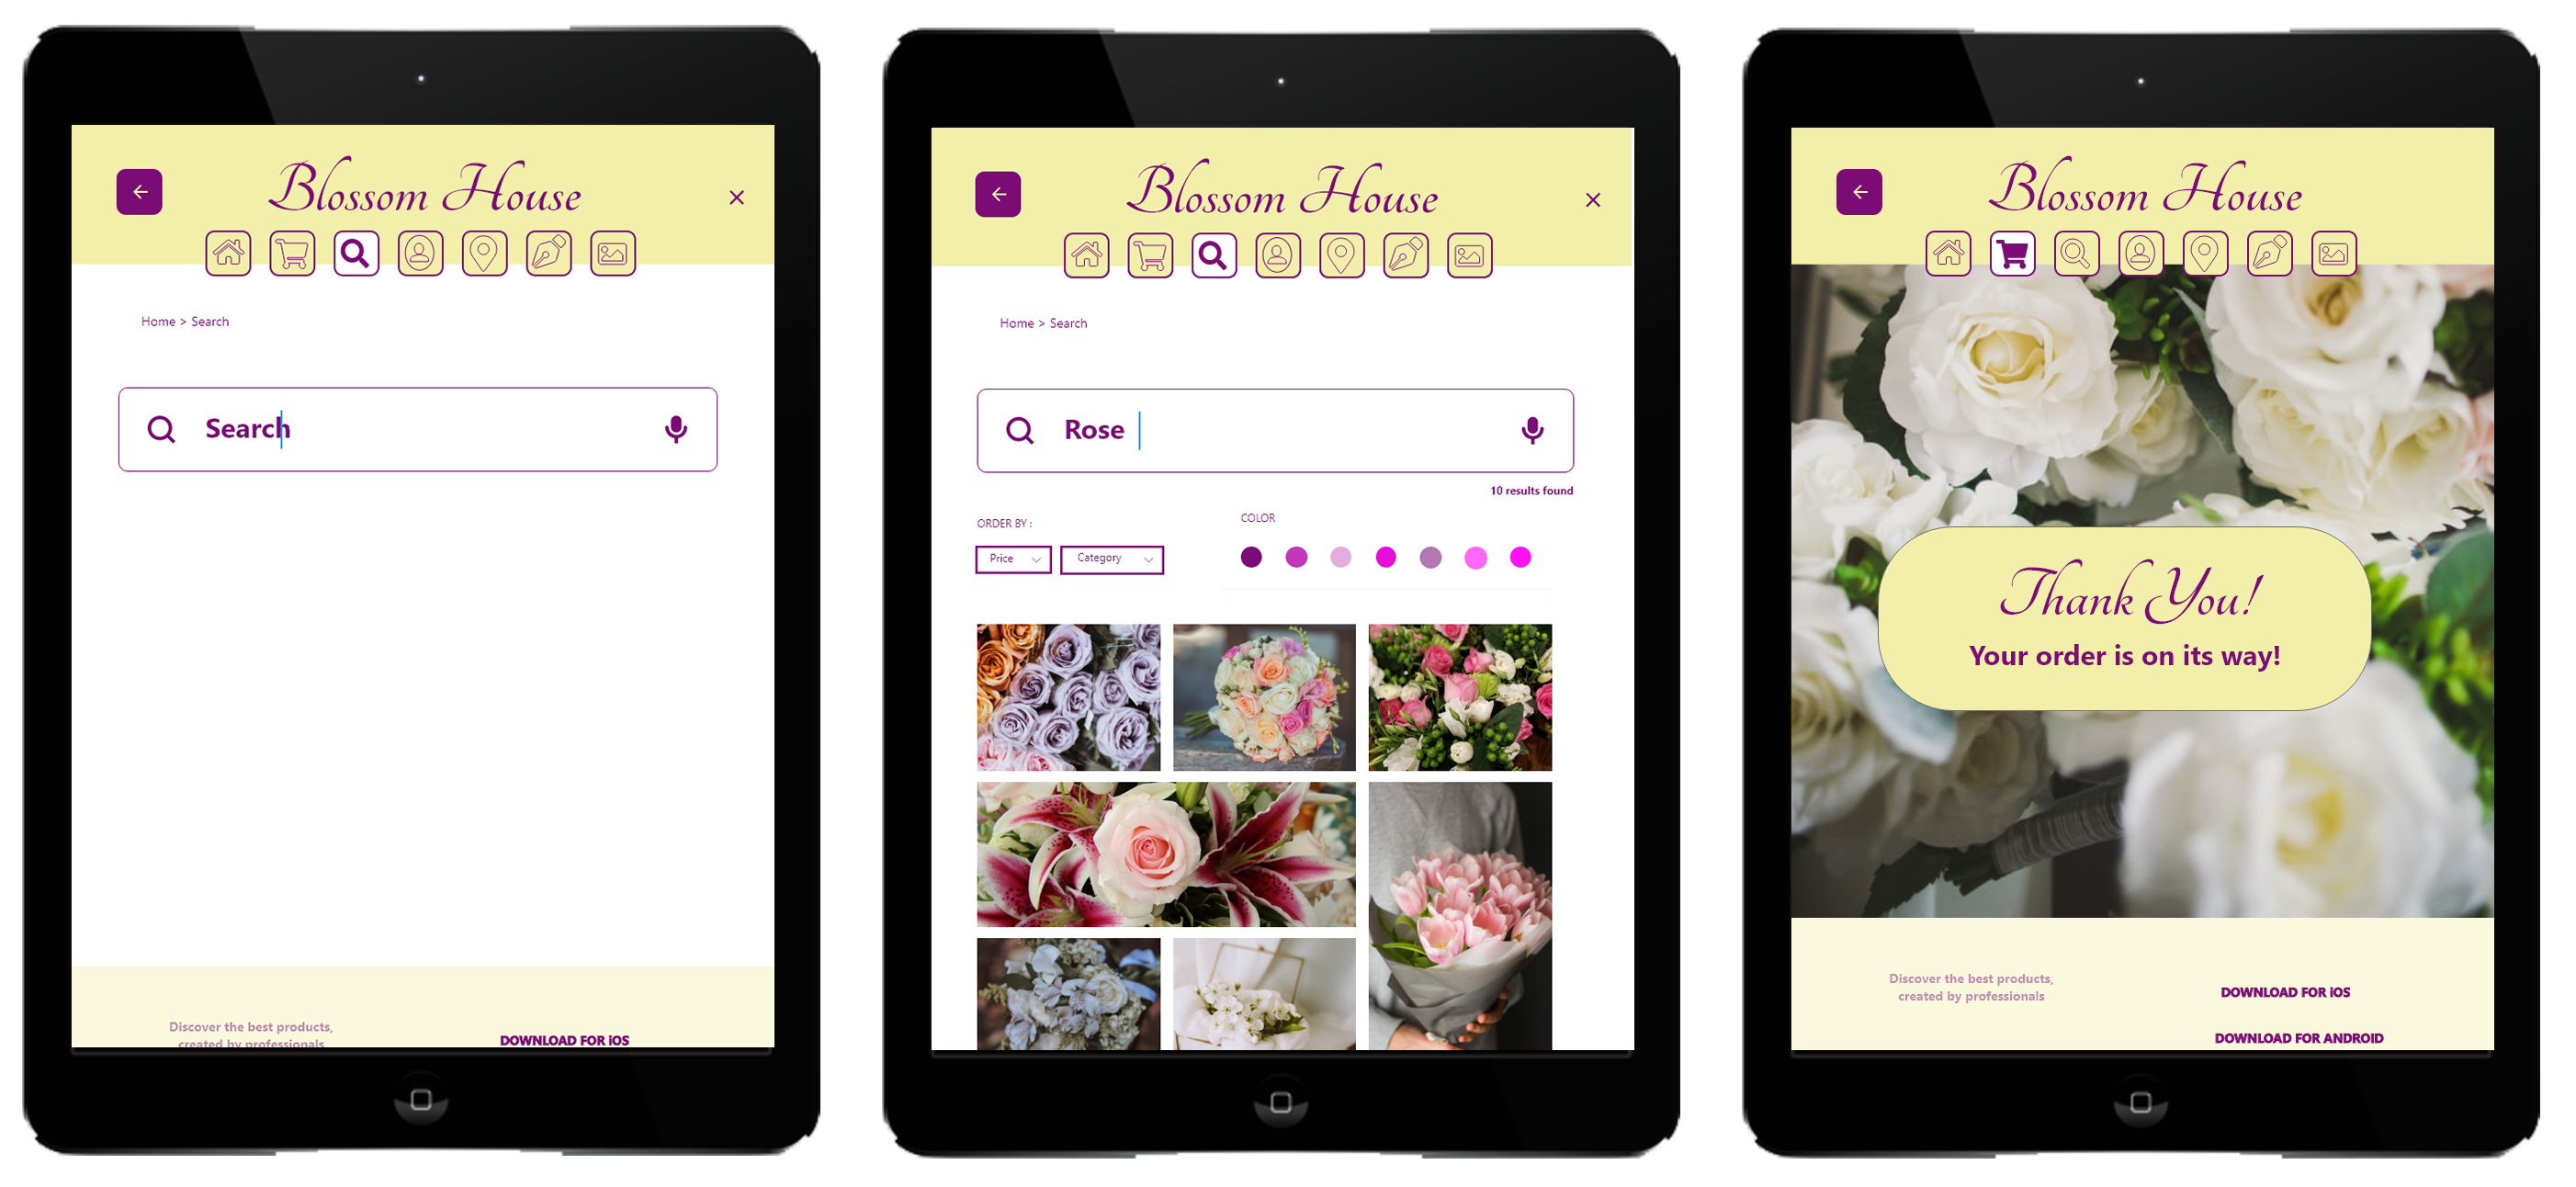 Blossom House
Home > Search
Search
Discover the best products,
created by professionals
DOWNLOAD FOR iOS
Blossom House
Home > Search
Rose
10 results found
ORDER BY :
COLOR
Price
Category
Blossom House
Thank You!
Your order is on its way!
Discover the best products,
created by professionals
DOWNLOAD FOR iOS
DOWNLOAD FOR ANDROID